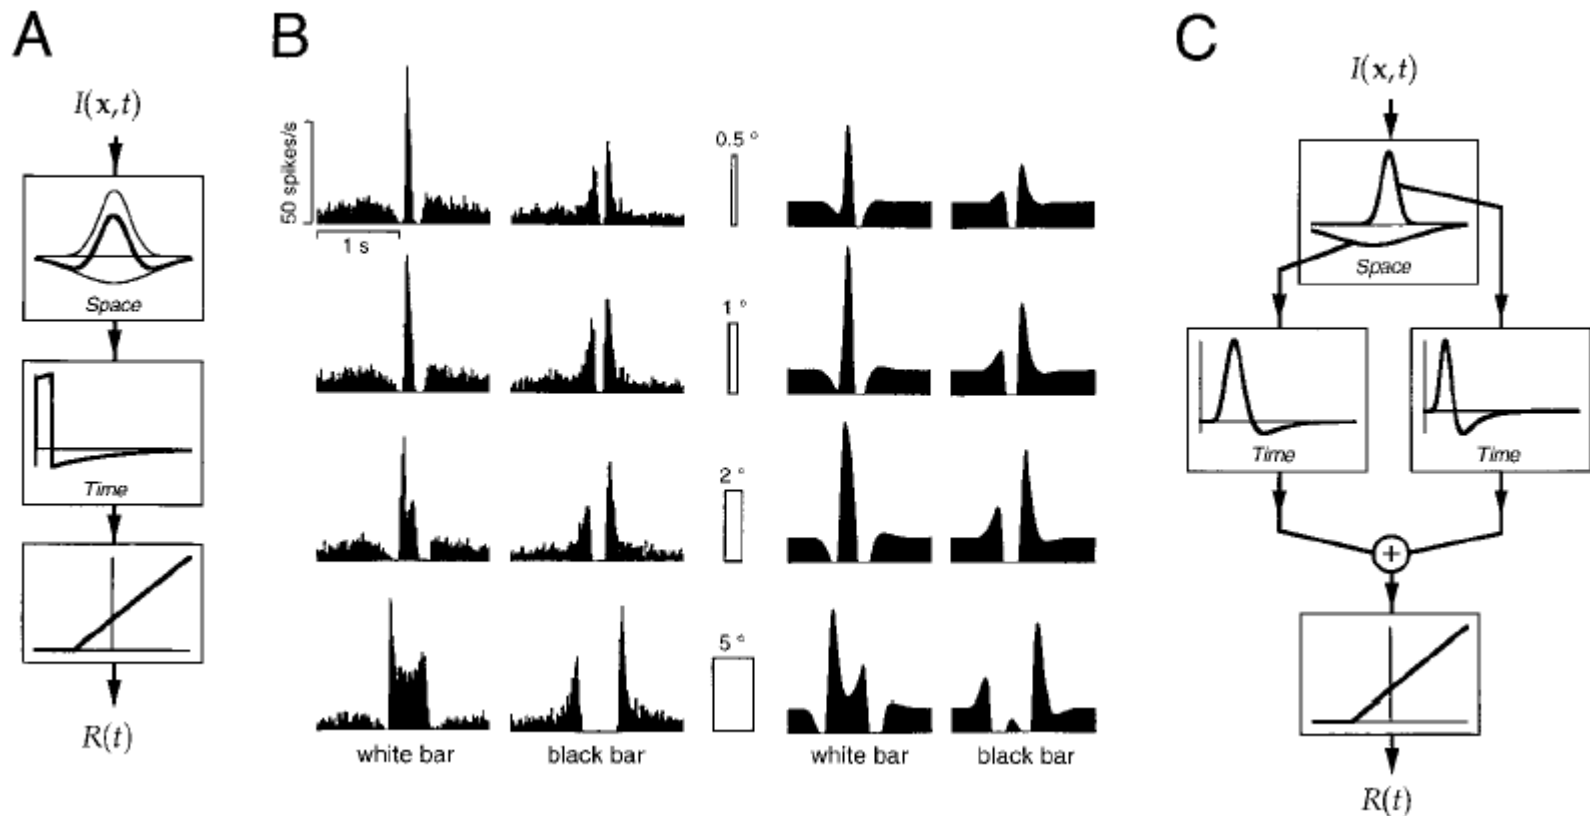 A
I(x,t)
Space
Time
R(t)
B
50 spikes/s
1 s
0.5 °
1 °
2 °
5 °
white bar
black bar
white bar
black bar
C
I(x,t)
Space
Time
Time
+
R(t)